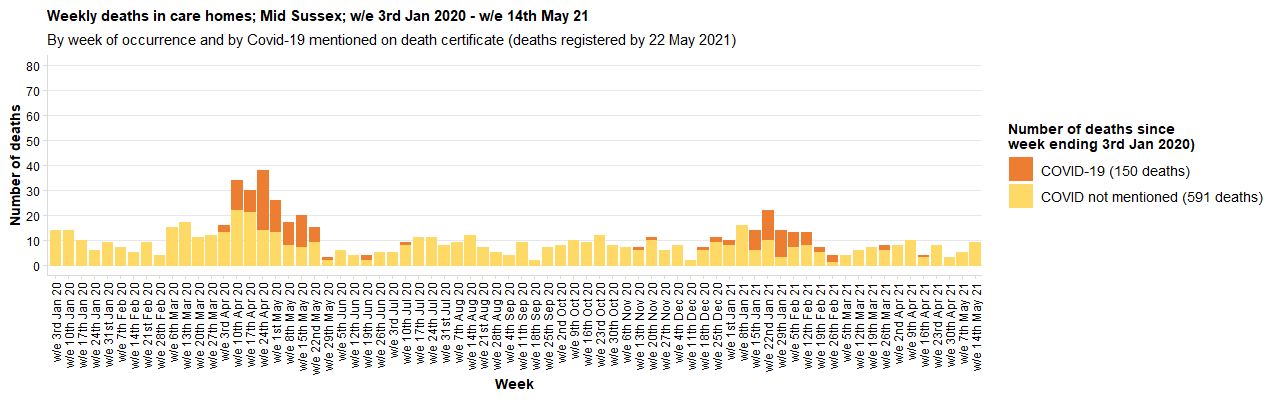 Weekly deaths in care homes; Mid Sussex; w/e 3rd Jan 2020 - w/e 14th May 21
By week of occurrence and by Covid-19 mentioned on death certificate (deaths registered by 22 May 2021)
Number of deaths
80
70
60
50
40
30
20
10
0
w/e 3rd Jan 20
w/e 10th Jan 20
w/e 17th Jan 20
w/e 24th Jan 20
w/e 31st Jan 20
w/e 7th Feb 20
w/e 14th Feb 20
w/e 21st Feb 20
w/e 28th Feb 20
w/e 6th Mar 20
w/e 13th Mar 20
w/e 20th Mar 20
w/e 27th Mar 20
w/e 3rd Apr 20
w/e 10th Apr 20
w/e 17th Apr 20
w/e 24th Apr 20
w/e 1st May 20
w/e 8th May 20
w/e 15th May 20
w/e 22nd May 20
w/e 29th May 20
w/e 5th Jun 20
w/e 12th Jun 20
w/e 19th Jun 20
w/e 26th Jun 20
w/e 3rd Jul 20
w/e 10th Jul 20
w/e 17th Jul 20
w/e 24th Jul 20
w/e 31st Jul 20
w/e 7th Aug 20
w/e 14th Aug 20
w/e 21st Aug 20
w/e 28th Aug 20
w/e 4th Sep 20
w/e 11th Sep 20
w/e 18th Sep 20
w/e 25th Sep 20
w/e 2nd Oct 20
w/e 9th Oct 20
w/e 16th Oct 20
w/e 23rd Oct 20
w/e 30th Oct 20
w/e 6th Nov 20
w/e 13th Nov 20
w/e 20th Nov 20
w/e 27th Nov 20
w/e 4th Dec 20
w/e 11th Dec 20
w/e 18th Dec 20
w/e 25th Dec 20
w/e 1st Jan 21
w/e 8th Jan 21
w/e 15th Jan 21
w/e 22nd Jan 21
w/e 29th Jan 21
w/e 5th Feb 21
w/e 12th Feb 21
w/e 19th Feb 21
w/e 26th Feb 21
w/e 5th Mar 21
w/e 12th Mar 21
w/e 19th Mar 21
w/e 26th Mar 21
w/e 2nd Apr 21
w/e 9th Apr 21
w/e 16th Apr 21
w/e 23rd Apr 21
w/e 30th Apr 21
w/e 7th May 21
w/e 14th May 21
Week
Number of deaths since
week ending 3rd Jan 2020)
COVID-19 (150 deaths)
COVID not mentioned (591 deaths)